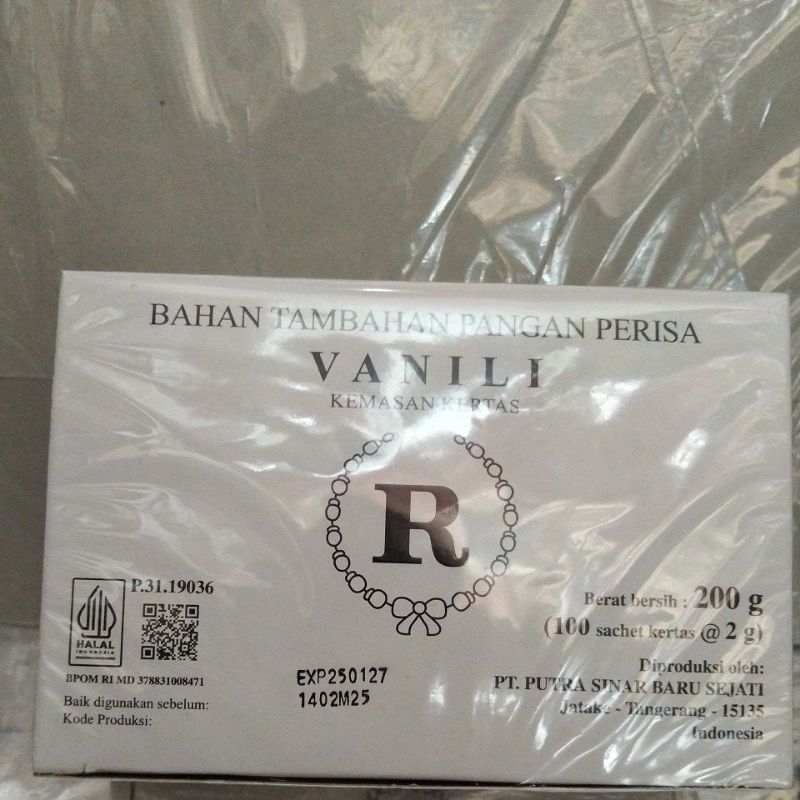 BAHAN TAMBAHAN PANGAN PERISA
VANILI
KEMASAN KERTAS
R
P.31.19036
HALAL
INDONESIA
BPOM RI MD 378831008471
Baik digunakan sebelum:
Kode Produksi:
EXP250127
1402M25
Berat bersih : 200 g
(100 sachet kertas @ 2 g)
Diproduksi oleh:
PT. PUTRA SINAR BARU SEJATI
Jatake - Tangerang - 15135
Indonesia